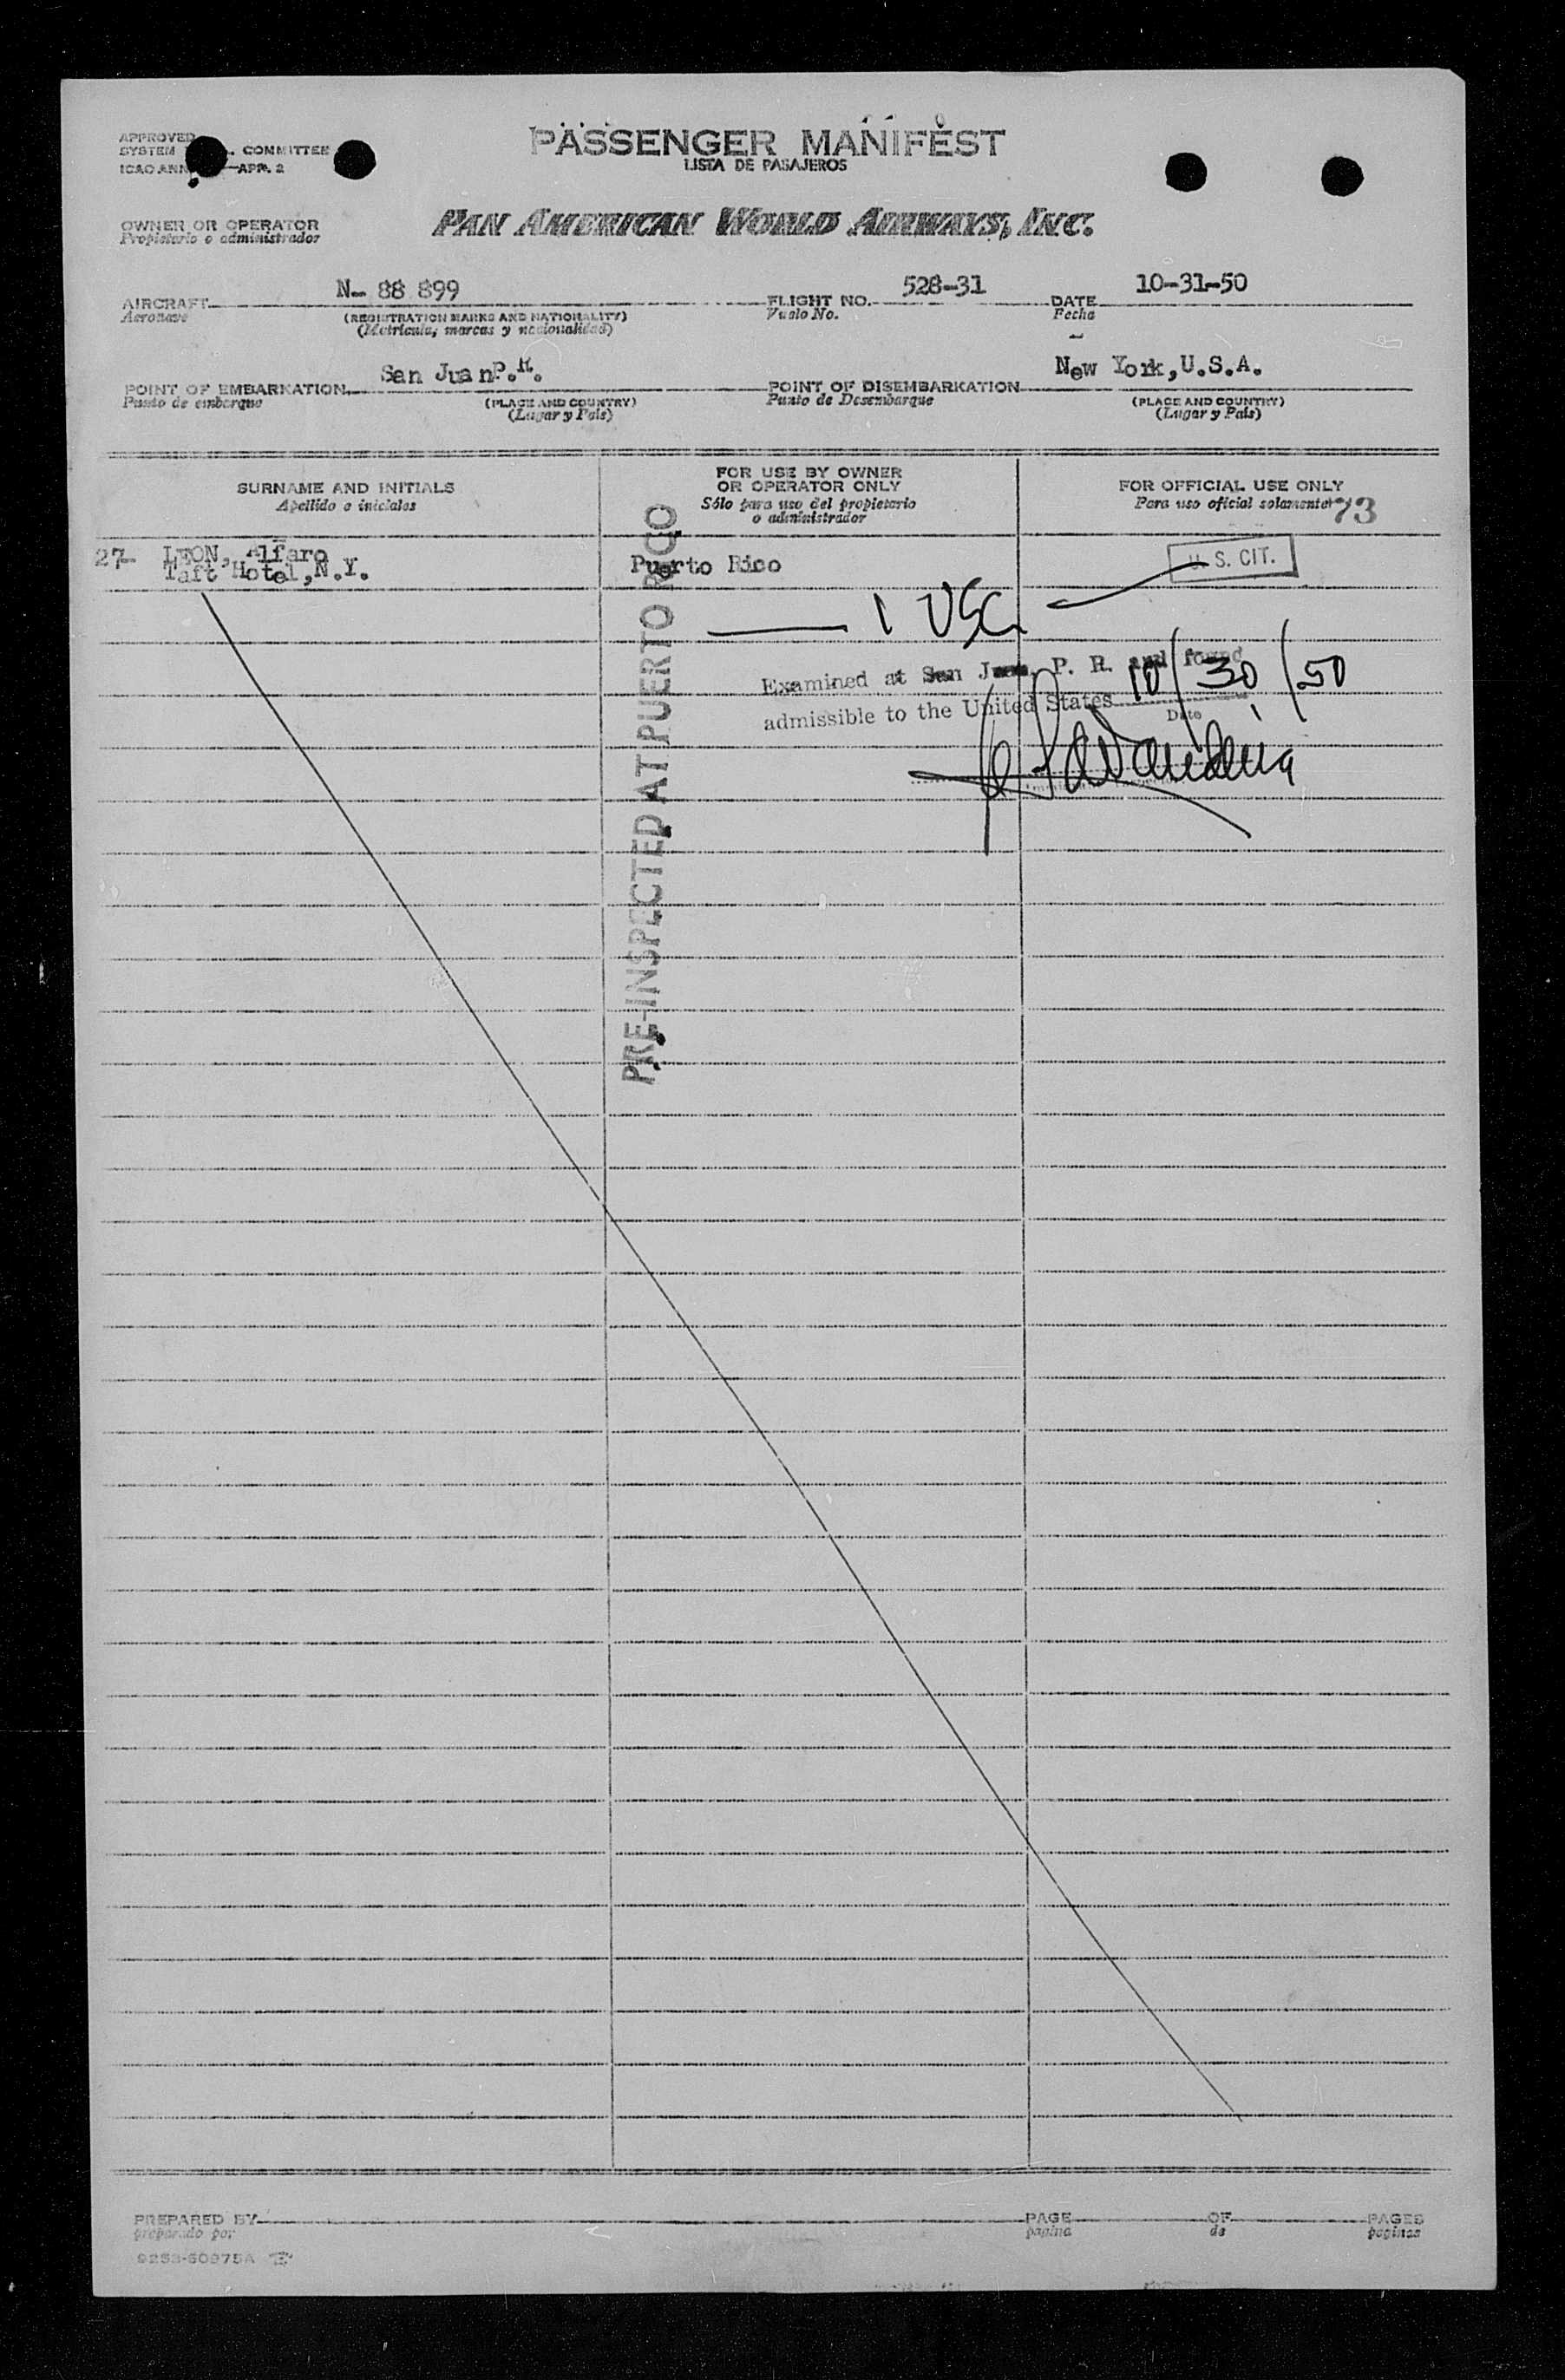 APPROVED
SYSTEM COMMITTEE
ICAO ANN APP. 2
PASSENGER MANIFEST
LISTA DE PASAJEROS
OWNER OR OPERATOR
Propietario o administrador
PAN AMERICAN WORLD AIRWAYS, INC.
AIRCRAFT N- 88 899 FLIGHT NO. 528-31 DATE 10-31-50
Aeronave (REGISTRATION MARKS AND NATIONALITY) Vuelo No. Fecha
(Matricula, marcas y nacionalidad)
POINT OF EMBARKATION San Juan P.R. POINT OF DISEMBARKATION New York, U.S.A.
Punto de embarque (PLACE AND COUNTRY) Punto de Desembarque (PLACE AND COUNTRY)
(Lugar y País) (Lugar y País)
SURNAME AND INITIALS
Apellido e iniciales
FOR USE BY OWNER
OR OPERATOR ONLY
Sólo para uso del propietario
o administrador
FOR OFFICIAL USE ONLY
Para uso oficial solamente
73
27- LEON, Alfaro
Taft Hotel, N.Y.
Puerto Rico
U. S. CIT.
1 USC
PRE-INSPECTED AT PUERTO RICO
Examined at San Juan, P. R. and found
admissible to the United States 10/30/50
Date
PREPARED BY PAGE OF PAGES
preparado por pagina de paginas
9253-50975A